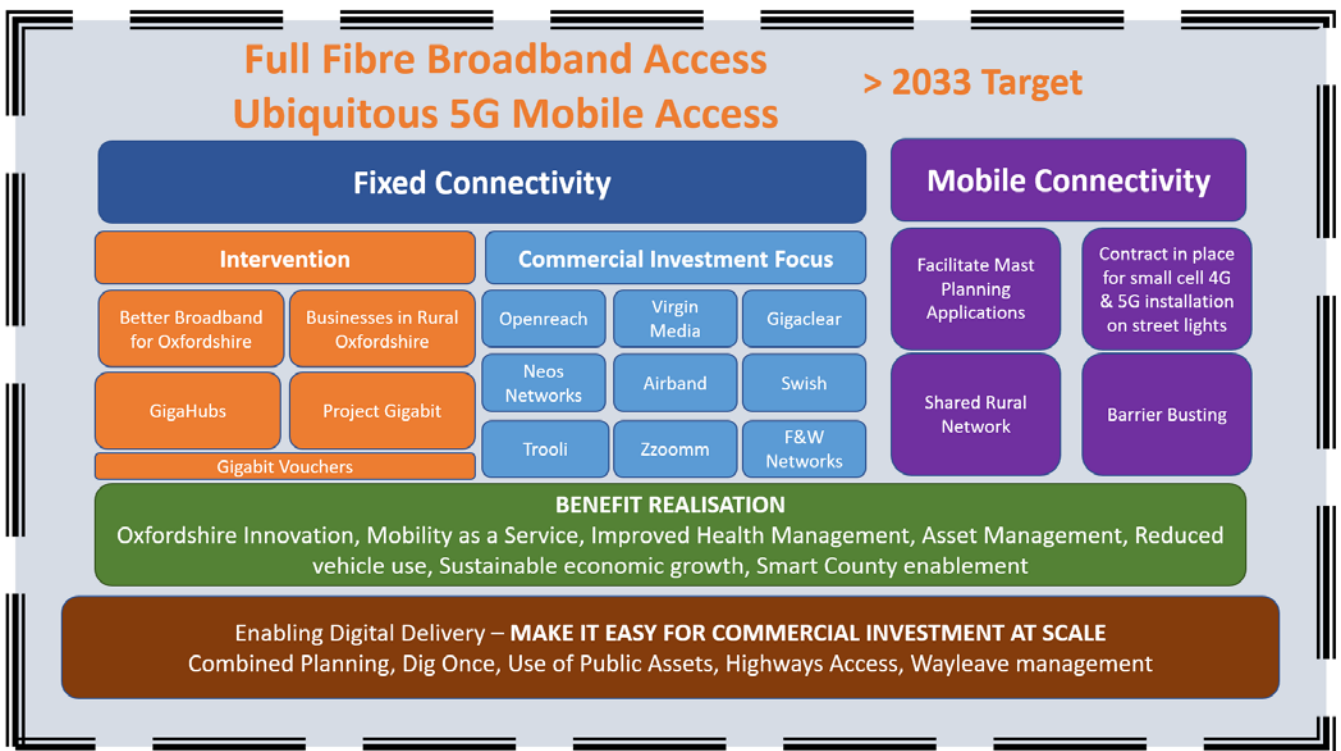 Full Fibre Broadband Access
Ubiquitous 5G Mobile Access
> 2033 Target
Fixed Connectivity
Mobile Connectivity
Intervention
Commercial Investment Focus
Better Broadband
for Oxfordshire
Businesses in Rural
Oxfordshire
GigaHubs
Project Gigabit
Gigabit Vouchers
Openreach
Virgin
Media
Gigaclear
Neos
Networks
Airband
Swish
Trooli
Zzoomm
F&W
Networks
Facilitate Mast
Planning
Applications
Contract in place
for small cell 4G
& 5G installation
on street lights
Shared Rural
Network
Barrier Busting
BENEFIT REALISATION
Oxfordshire Innovation, Mobility as a Service, Improved Health Management, Asset Management, Reduced
vehicle use, Sustainable economic growth, Smart County enablement
Enabling Digital Delivery – MAKE IT EASY FOR COMMERCIAL INVESTMENT AT SCALE
Combined Planning, Dig Once, Use of Public Assets, Highways Access, Wayleave management